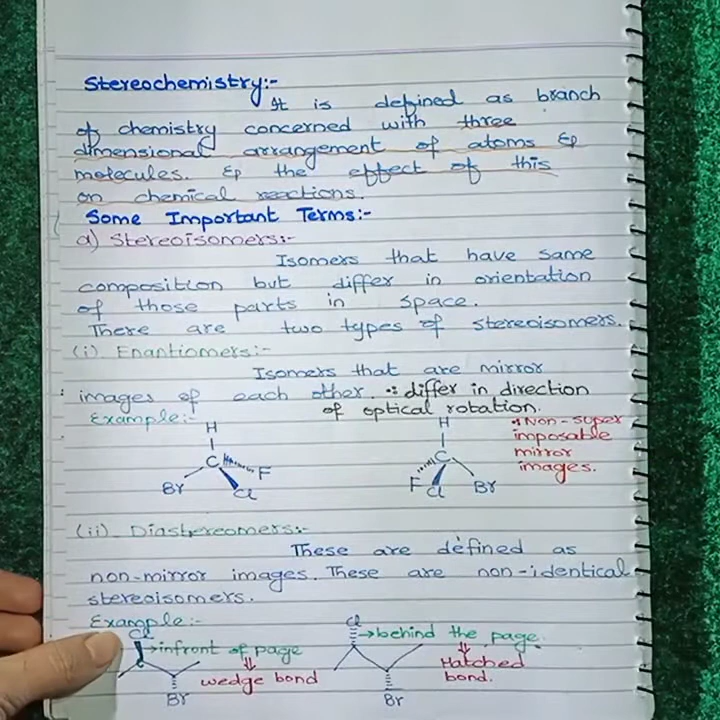 Stereochemistry:-
It is defined as branch
of chemistry concerned with three
dimensional arrangement of atoms &
molecules. & the effect of this
on chemical reactions.
Some Important Terms:-
a) Stereoisomers:-
Isomers that have same
composition but differ in orientation
of those parts in space.
There are two types of stereoisomers.
(i) Enantiomers:-
Isomers that are mirror
images of each other. ∴ differ in direction
of optical rotation.
Example:-
H
C
F
Br
Cl
H
C
F
Cl
Br
Non-super
imposable
mirror
images.
(ii) Diastereomers:-
These are defined as
non-mirror images. These are non-identical
stereoisomers.
Example:-
Cl
→infront of page
⇓
wedge bond
Br
Cl
→behind the page.
⇓
Hatched
bond.
Br